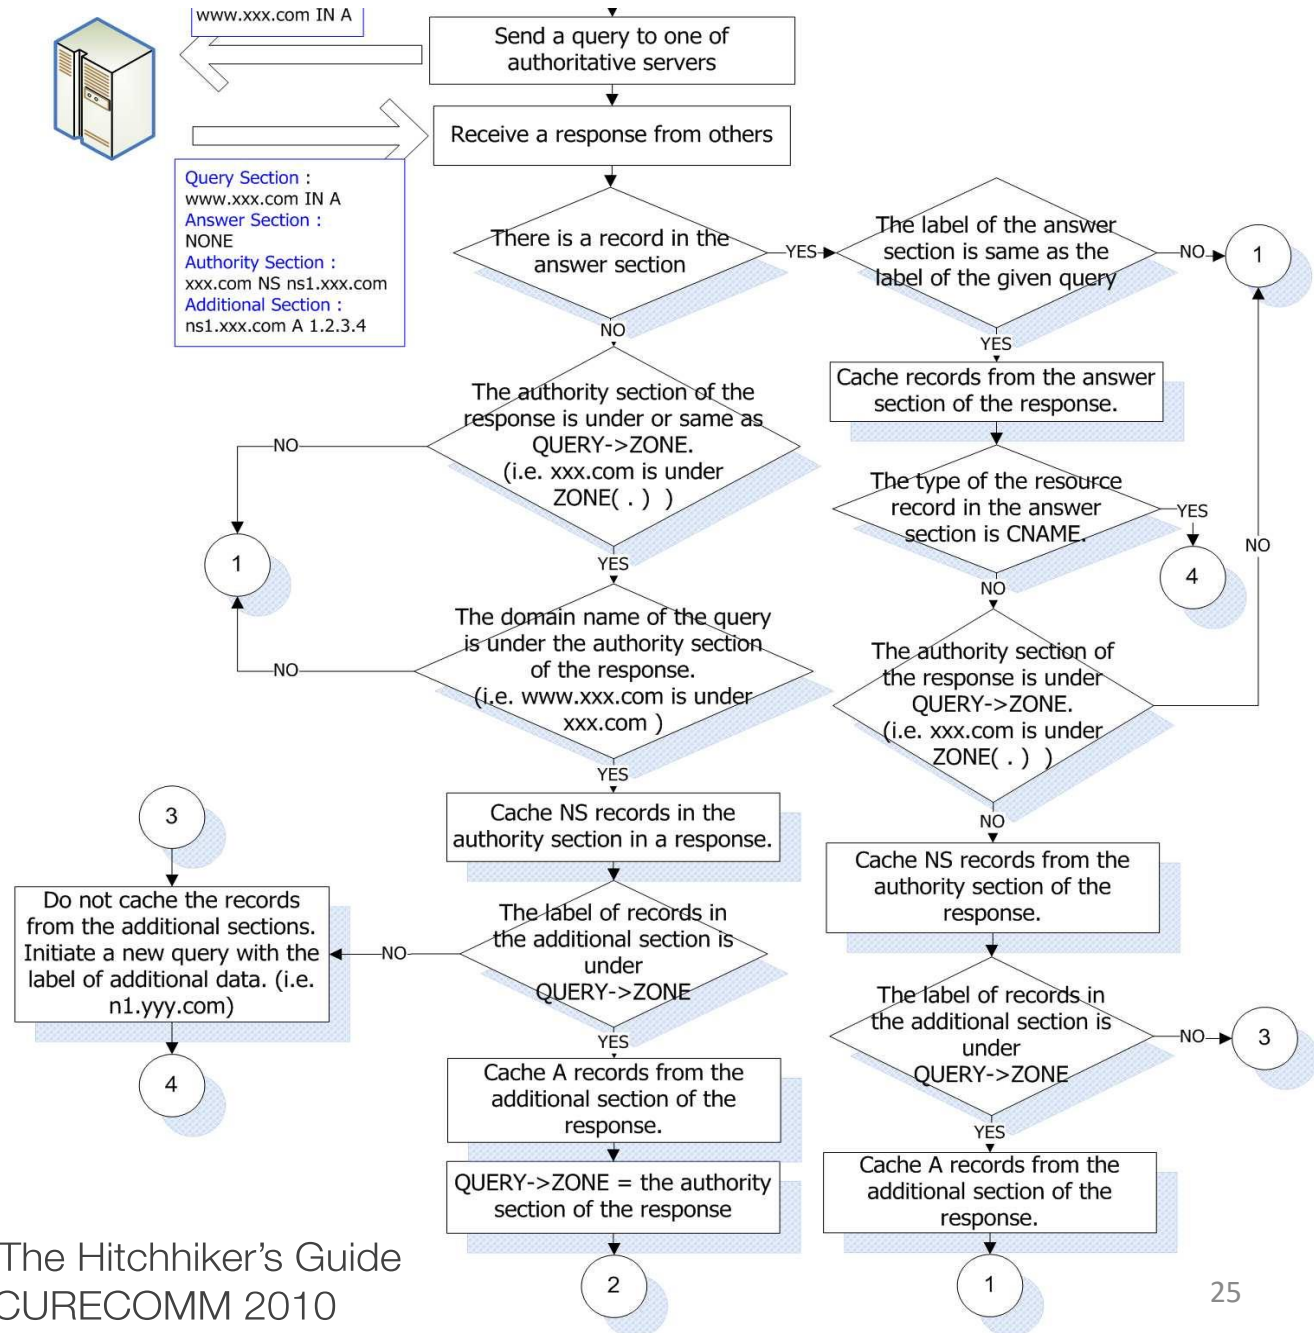 www.xxx.com IN A
Send a query to one of
authoritative servers
Receive a response from others
Query Section :
www.xxx.com IN A
Answer Section :
NONE
Authority Section :
xxx.com NS ns1.xxx.com
Additional Section :
ns1.xxx.com A 1.2.3.4
There is a record in the
answer section
YES
The label of the answer
section is same as the
label of the given query
NO
1
NO
YES
Cache records from the answer
section of the response.
The authority section of the
response is under or same as
QUERY->ZONE.
(i.e. xxx.com is under
ZONE( . ) )
NO
The type of the resource
record in the answer
section is CNAME.
YES
4
NO
NO
1
YES
The domain name of the query
is under the authority section
of the response.
(i.e. www.xxx.com is under
xxx.com )
NO
The authority section of
the response is under
QUERY->ZONE.
(i.e. xxx.com is under
ZONE( . ) )
YES
NO
3
Cache NS records in the
authority section in a response.
Cache NS records from the
authority section of the
response.
Do not cache the records
from the additional sections.
Initiate a new query with the
label of additional data. (i.e.
n1.yyy.com)
NO
The label of records in
the additional section is
under
QUERY->ZONE
The label of records in
the additional section is
under
QUERY->ZONE
NO
3
4
YES
Cache A records from the
additional section of the
response.
YES
Cache A records from the
additional section of the
response.
QUERY->ZONE = the authority
section of the response
2
1
The Hitchhiker's Guide
CURECOMM 2010
25